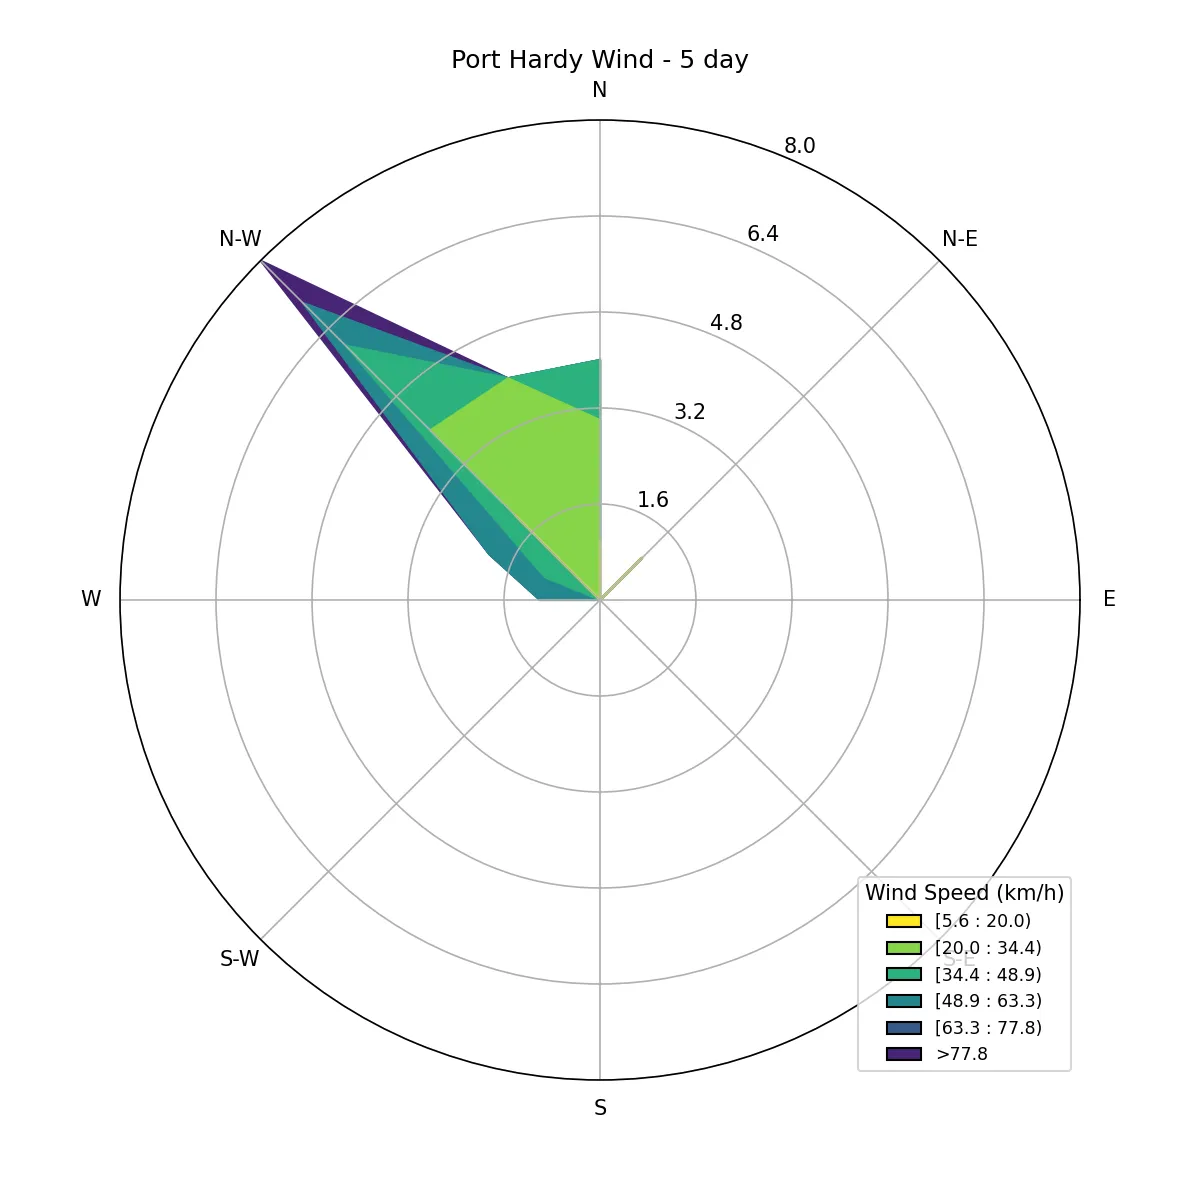 Port Hardy Wind - 5 day
N
8.0
N-W
6.4
N-E
4.8
3.2
1.6
W
E
Wind Speed (km/h)
[5.6 : 20.0)
[20.0 : 34.4)
S-W
S-E
[34.4 : 48.9)
[48.9 : 63.3)
[63.3 : 77.8)
>77.8
S